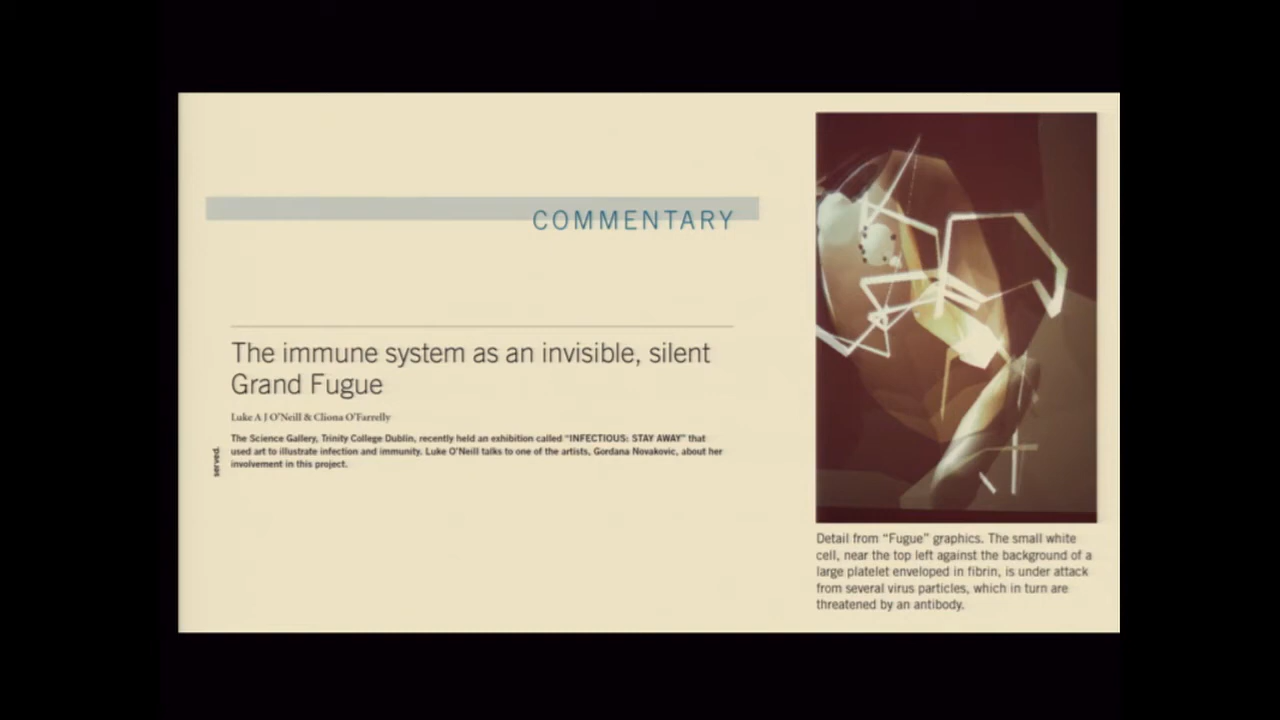 COMMENTARY
The immune system as an invisible, silent
Grand Fugue
Luke A J O'Neill & Cliona O'Farrelly
The Science Gallery, Trinity College Dublin, recently held an exhibition called “INFECTIOUS: STAY AWAY” that
used art to illustrate infection and immunity. Luke O'Neill talks to one of the artists, Gordana Novakovic, about her
involvement in this project.
served.
Detail from “Fugue” graphics. The small white
cell, near the top left against the background of a
large platelet enveloped in fibrin, is under attack
from several virus particles, which in turn are
threatened by an antibody.